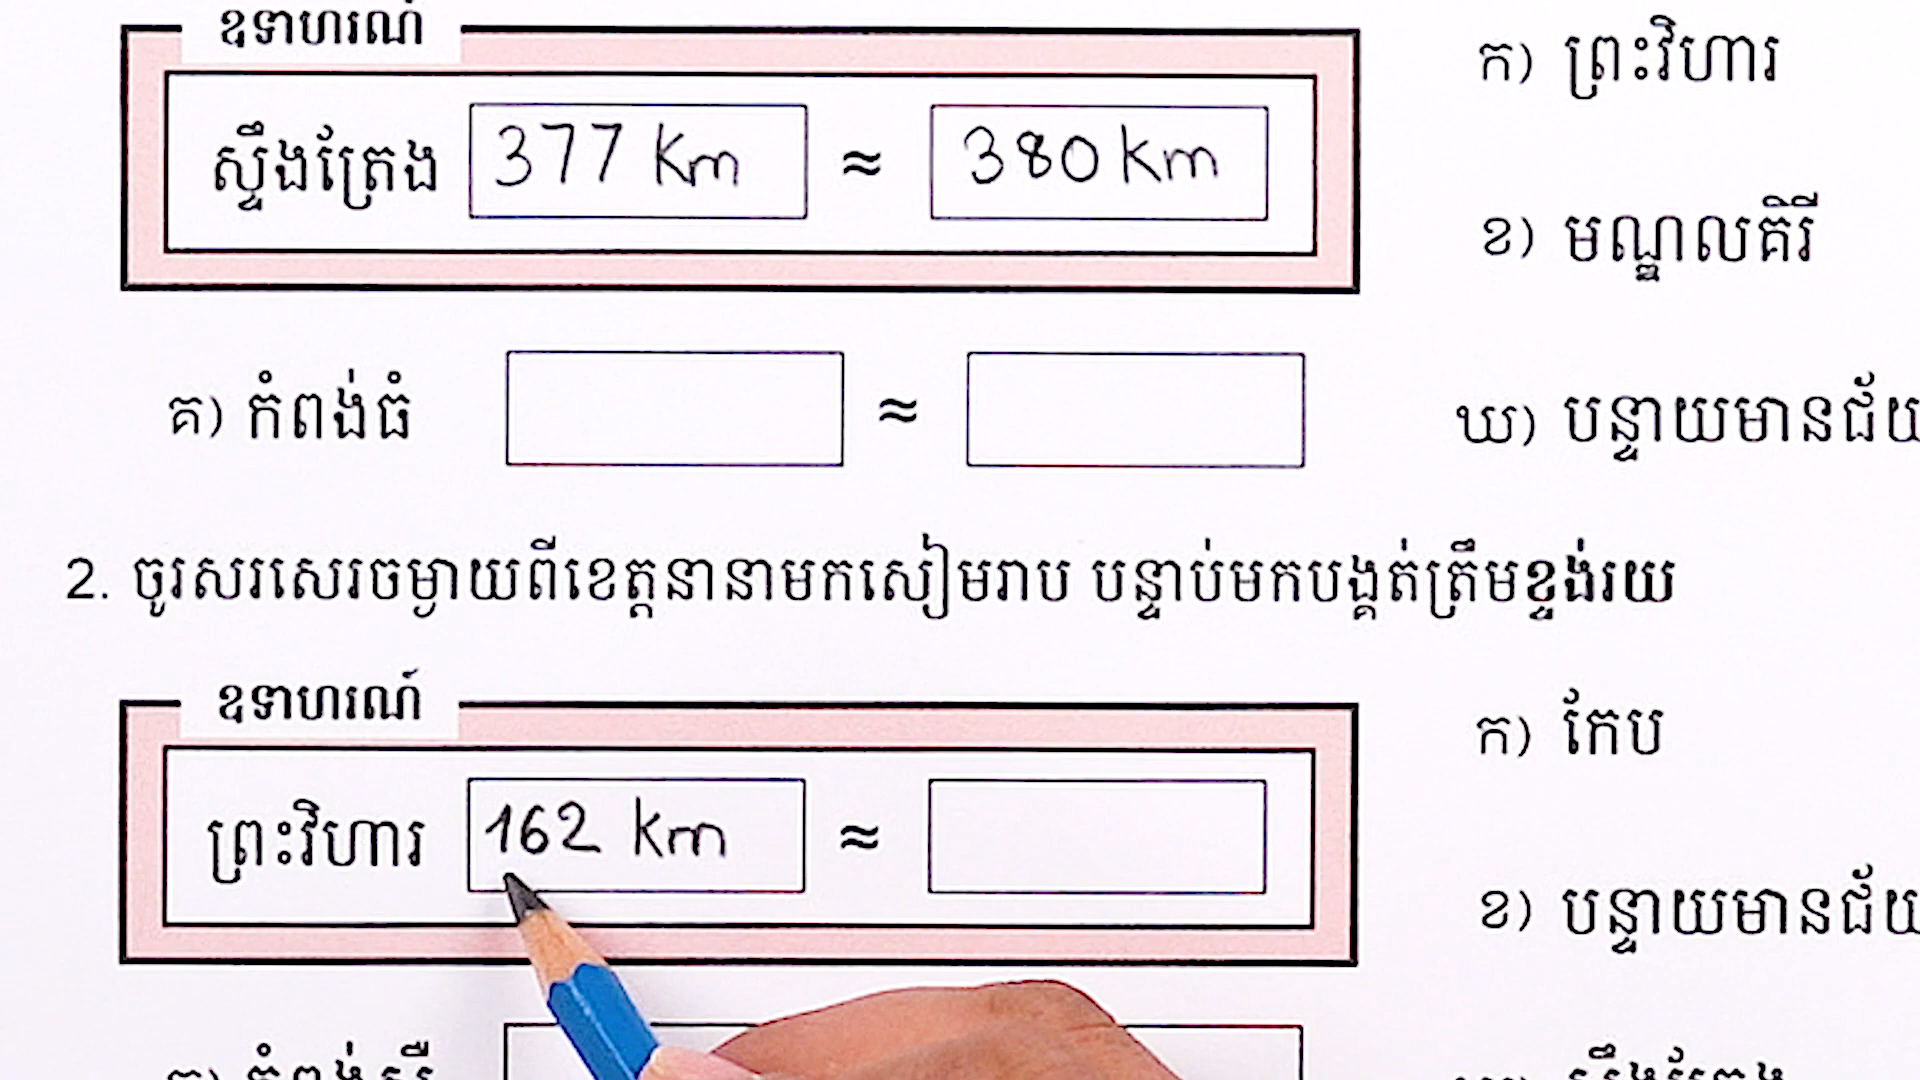 ឧទាហរណ៍
ស្ទឹងត្រែង 377 km ≈ 380 km
ក) ព្រះវិហារ
ខ) មណ្ឌលគិរី
គ) កំពង់ធំ ≈
ឃ) បន្ទាយមានជ័យ
2. ចូរសរសេរចម្ងាយពីខេត្តនានាមកសៀមរាប បន្ទាប់មកបង្គត់ត្រឹមខ្ទង់រយ
ឧទាហរណ៍
ព្រះវិហារ 162 km ≈
ក) កែប
ខ) បន្ទាយមានជ័យ